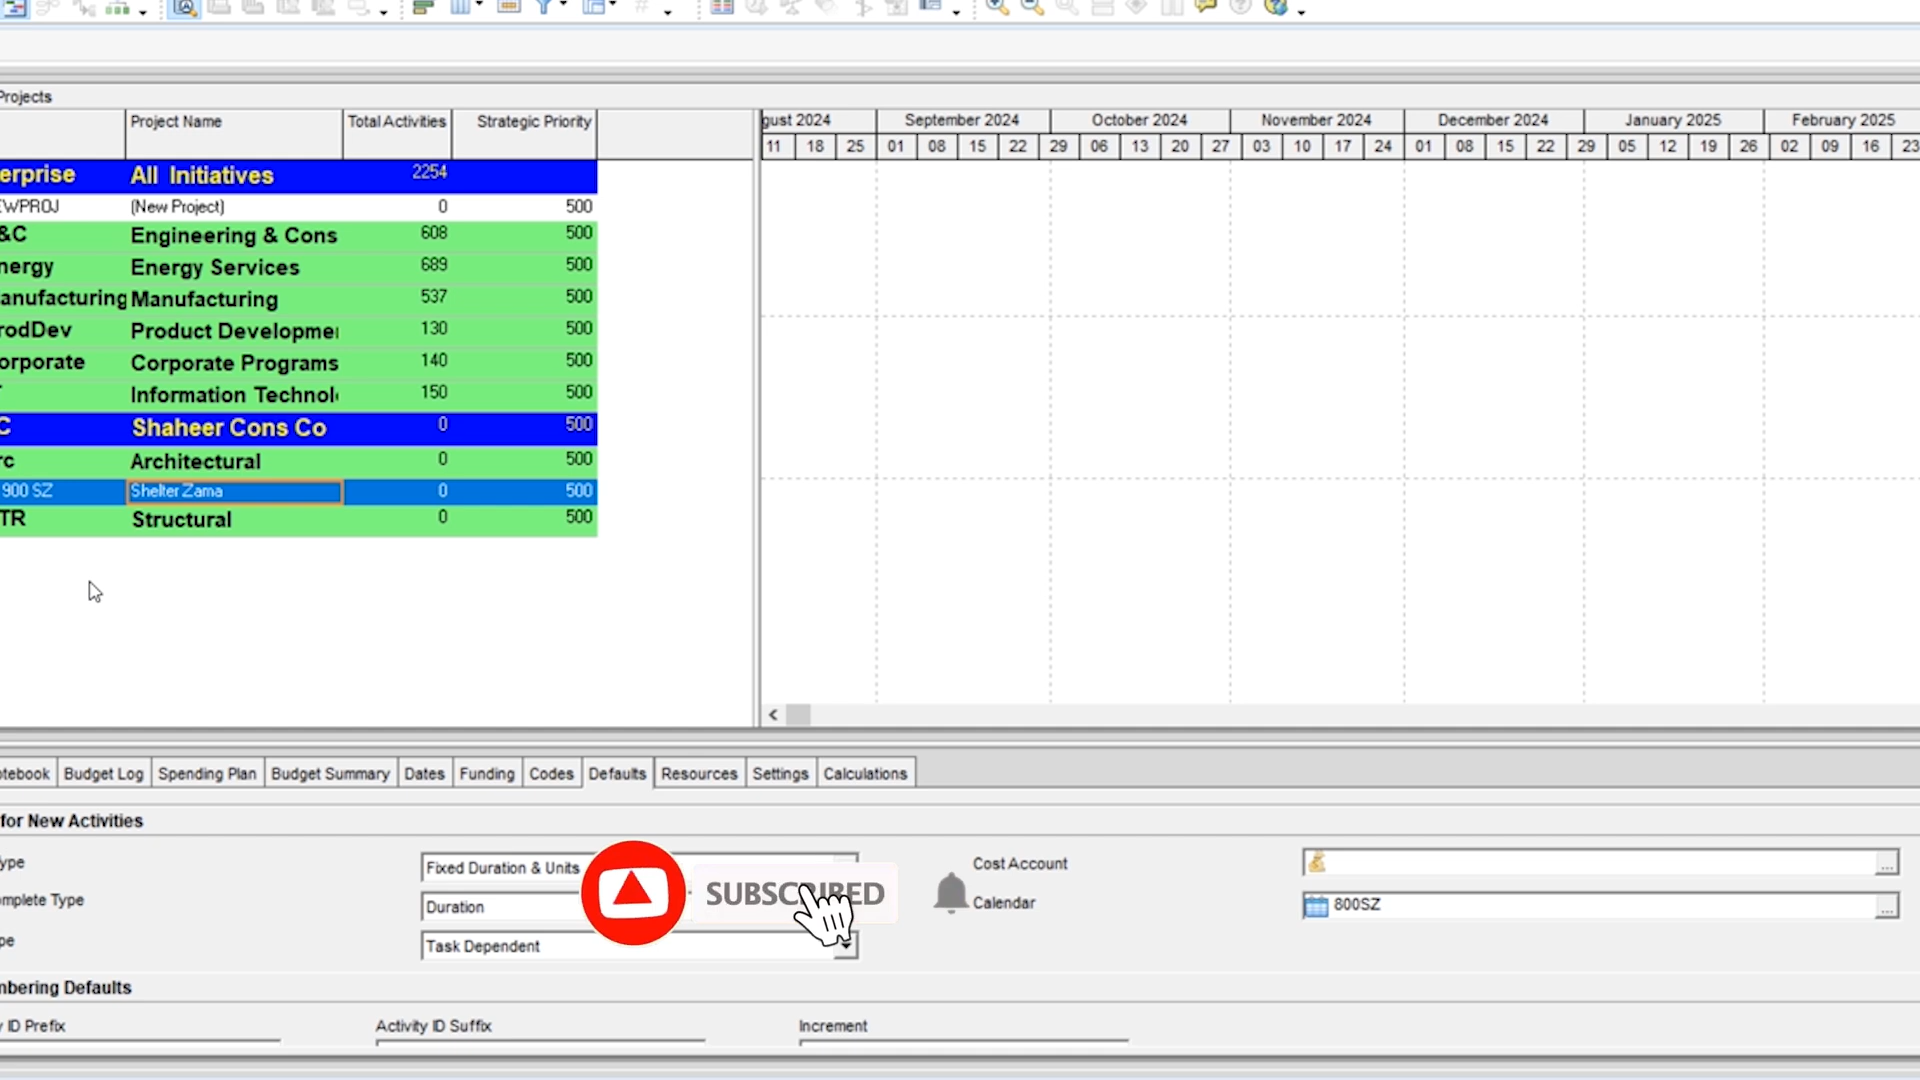 Projects
Project Name Total Activities Strategic Priority
gust 2024 September 2024 October 2024 November 2024 December 2024 January 2025 February 2025
11 18 25 01 08 15 22 29 06 13 20 27 03 10 17 24 01 08 15 22 29 05 12 19 26 02 09 16 23
erprise All Initiatives 2254
EWPROJ (New Project) 0 500
&C Engineering & Cons 608 500
nergy Energy Services 689 500
anufacturing Manufacturing 537 500
rodDev Product Developmen 130 500
orporate Corporate Programs 140 500
Information Technol 150 500
C Shaheer Cons Co 0 500
rc Architectural 0 500
900 SZ Shelter Zama 0 500
TR Structural 0 500
otebook Budget Log Spending Plan Budget Summary Dates Funding Codes Defaults Resources Settings Calculations
for New Activities
ype Fixed Duration & Units Cost Account
mplete Type Duration SUBSCRIBED Calendar 800SZ
pe Task Dependent
nbering Defaults
y ID Prefix Activity ID Suffix Increment